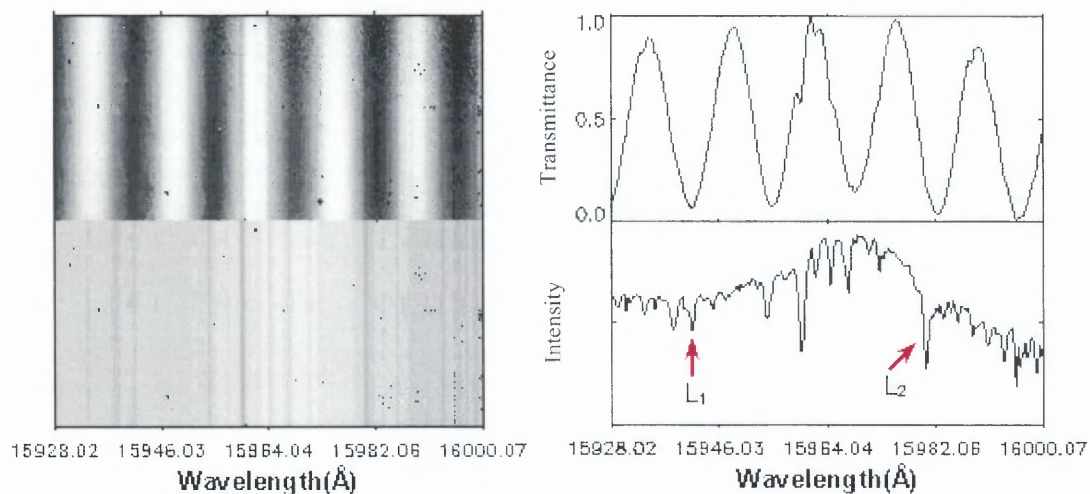 15928.02 15946.03 15964.04 15982.06 16000.07
Wavelength(Å)
Transmittance
1.0
0.5
0.0
Intensity
L1
L2
15928.02 15946.03 15964.04 15982.06 16000.07
Wavelength(Å)